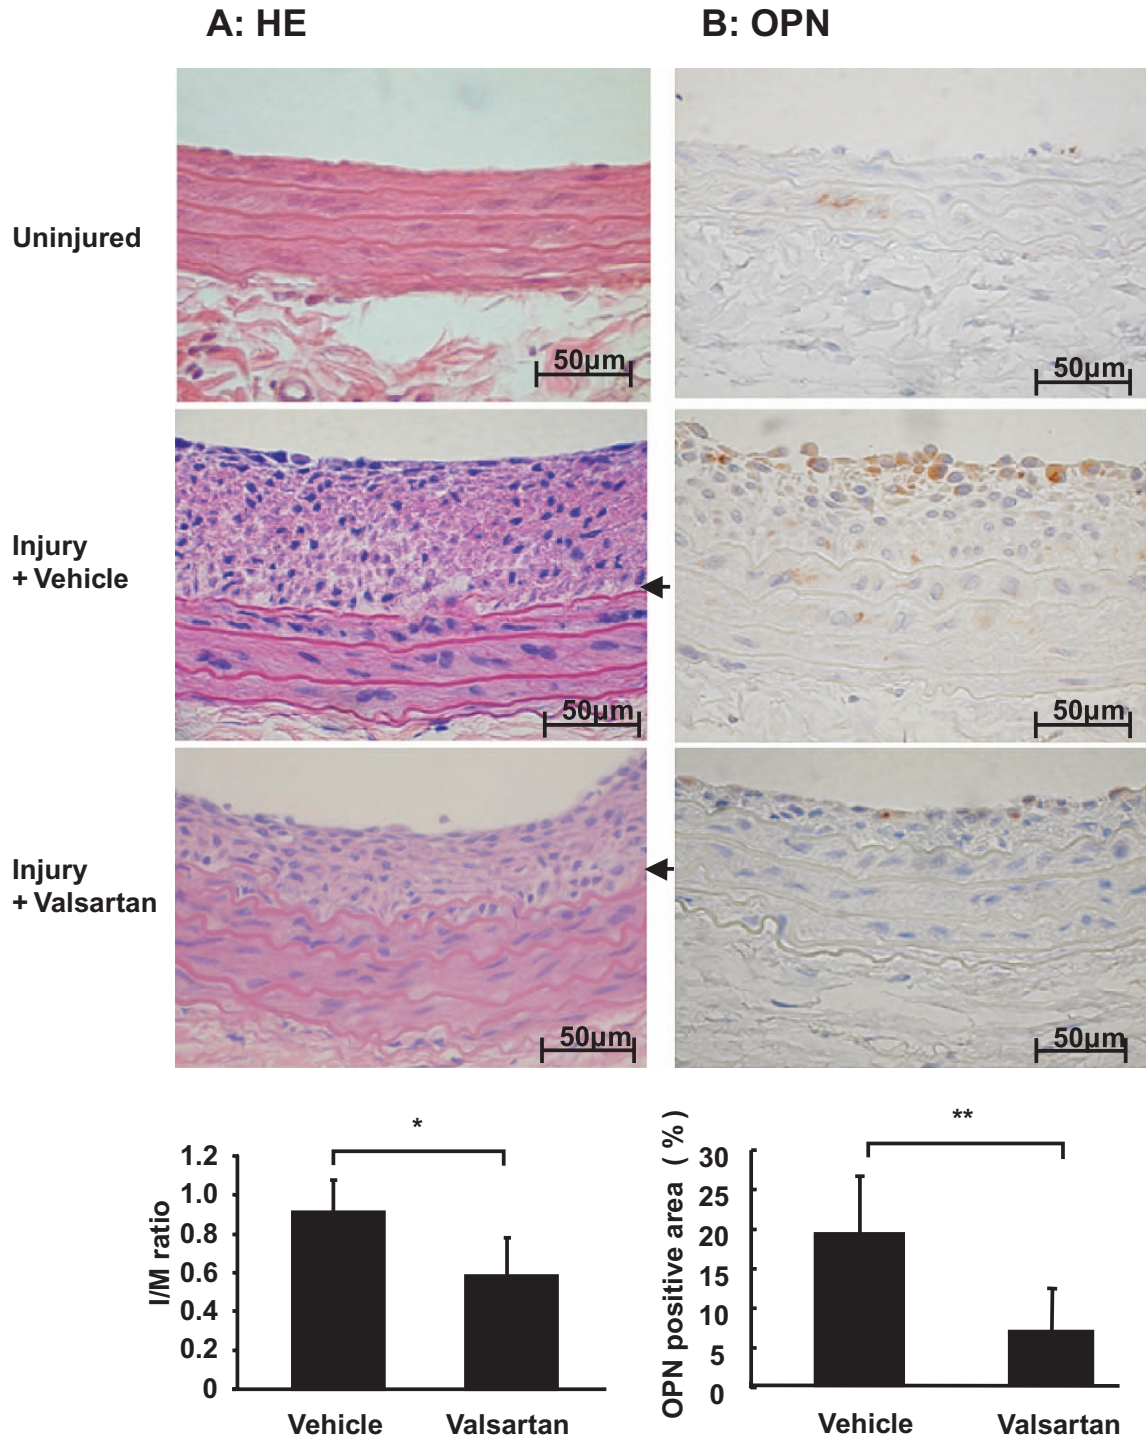 A: HE
B: OPN
Uninjured
50µm
50µm
Injury
+ Vehicle
50µm
50µm
Injury
+ Valsartan
50µm
50µm
*
I/M ratio
1.2
1.0
0.8
0.6
0.4
0.2
0
Vehicle
Valsartan
**
OPN positive area (%)
30
25
20
15
10
5
0
Vehicle
Valsartan